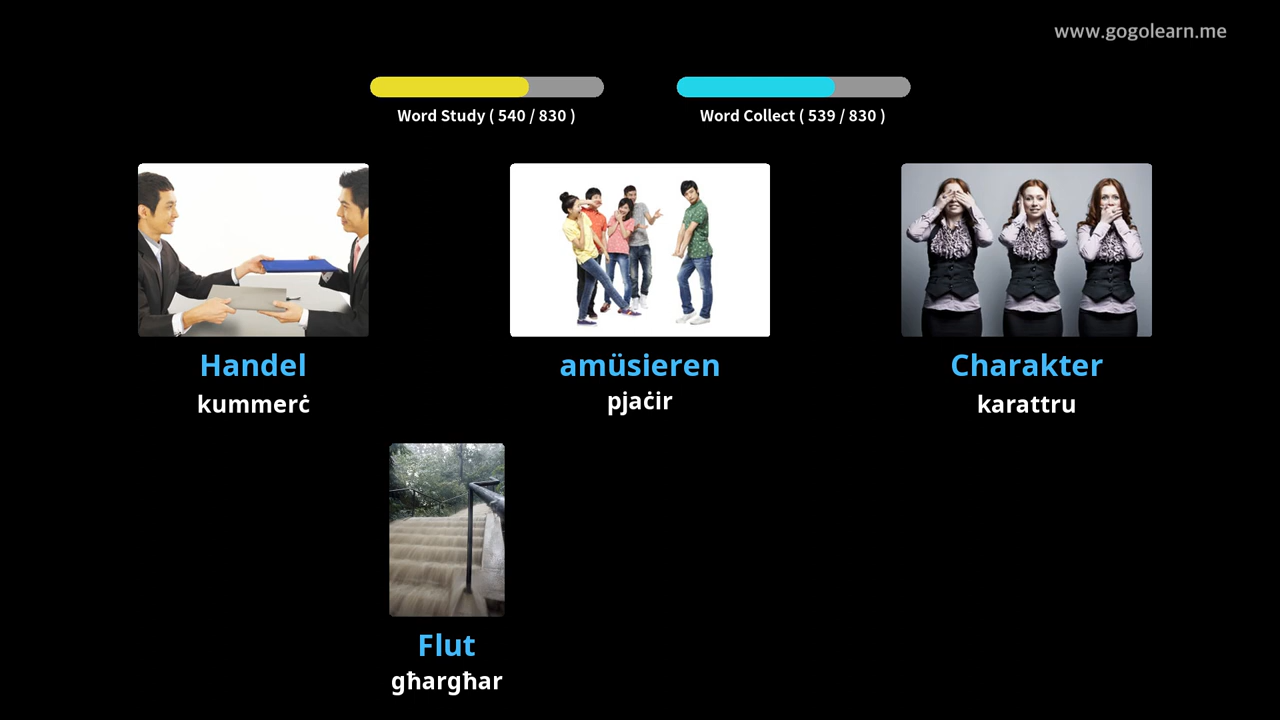 www.gogolearn.me
Word Study ( 540 / 830 )
Word Collect ( 539 / 830 )
Handel
kummerċ
amüsieren
pjaċir
Charakter
karattru
Flut
għargħar